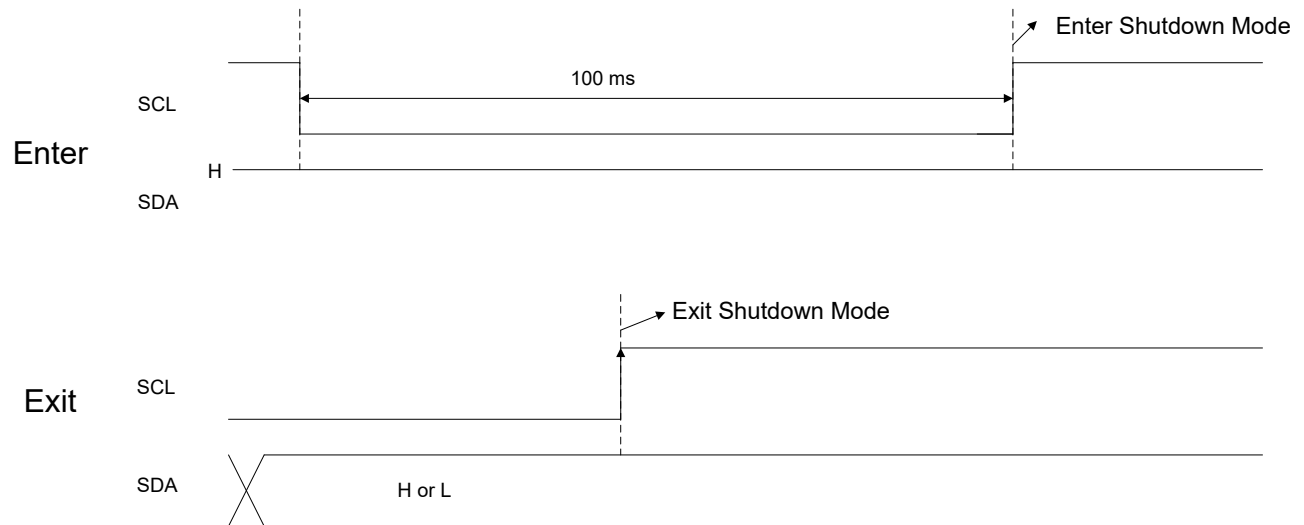 Enter Shutdown Mode
100 ms
SCL
Enter
H
SDA
Exit Shutdown Mode
SCL
Exit
SDA
H or L